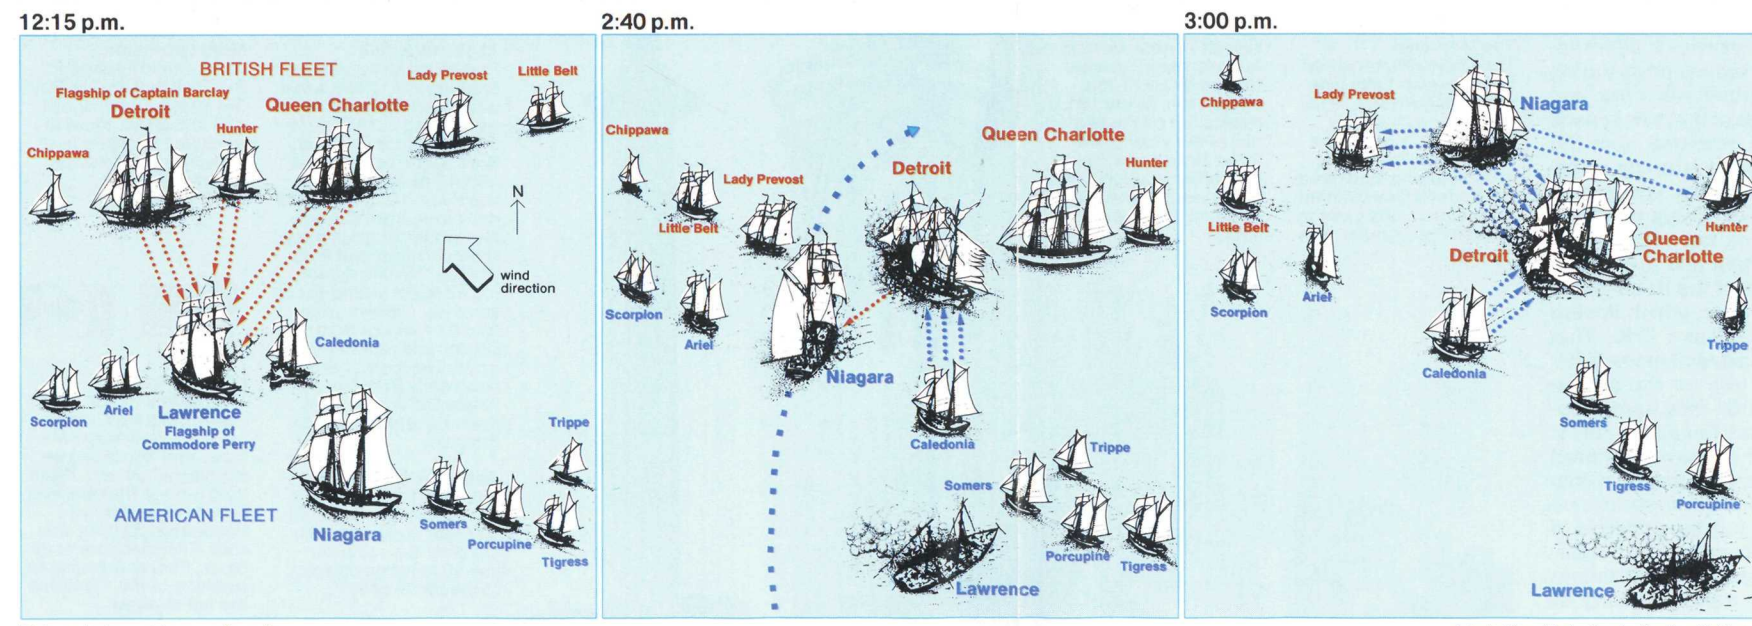 12:15 p.m.
BRITISH FLEET
Lady Prevost
Little Belt
Flagship of Captain Barclay
Detroit
Queen Charlotte
Hunter
Chippawa
N
wind
direction
Caledonia
Scorpion
Ariel
Lawrence
Flagship of
Commodore Perry
Trippe
AMERICAN FLEET
Niagara
Somers
Porcupine
Tigress
2:40 p.m.
Chippawa
Queen Charlotte
Detroit
Hunter
Lady Prevost
Little Belt
Scorpion
Ariel
Niagara
Caledonia
Trippe
Somers
Porcupine
Tigress
Lawrence
3:00 p.m.
Chippawa
Lady Prevost
Niagara
Little Belt
Hunter
Queen
Charlotte
Detroit
Ariel
Scorpion
Trippe
Caledonia
Somers
Tigress
Porcupine
Lawrence